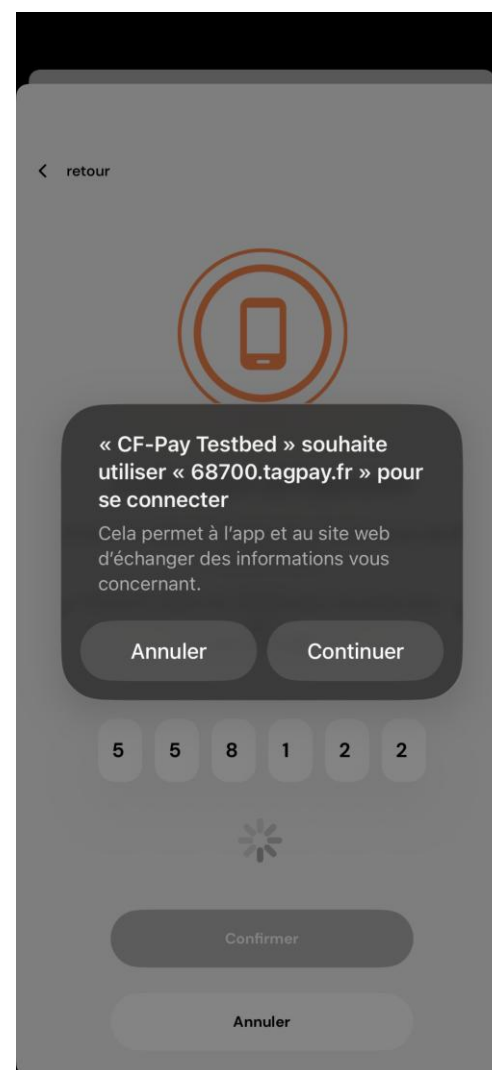 retour
« CF-Pay Testbed » souhaite
utiliser « 68700.tagpay.fr » pour
se connecter
Cela permet à l'app et au site web
d'échanger des informations vous
concernant.
Annuler Continuer
5 5 8 1 2 2
Confirmer
Annuler